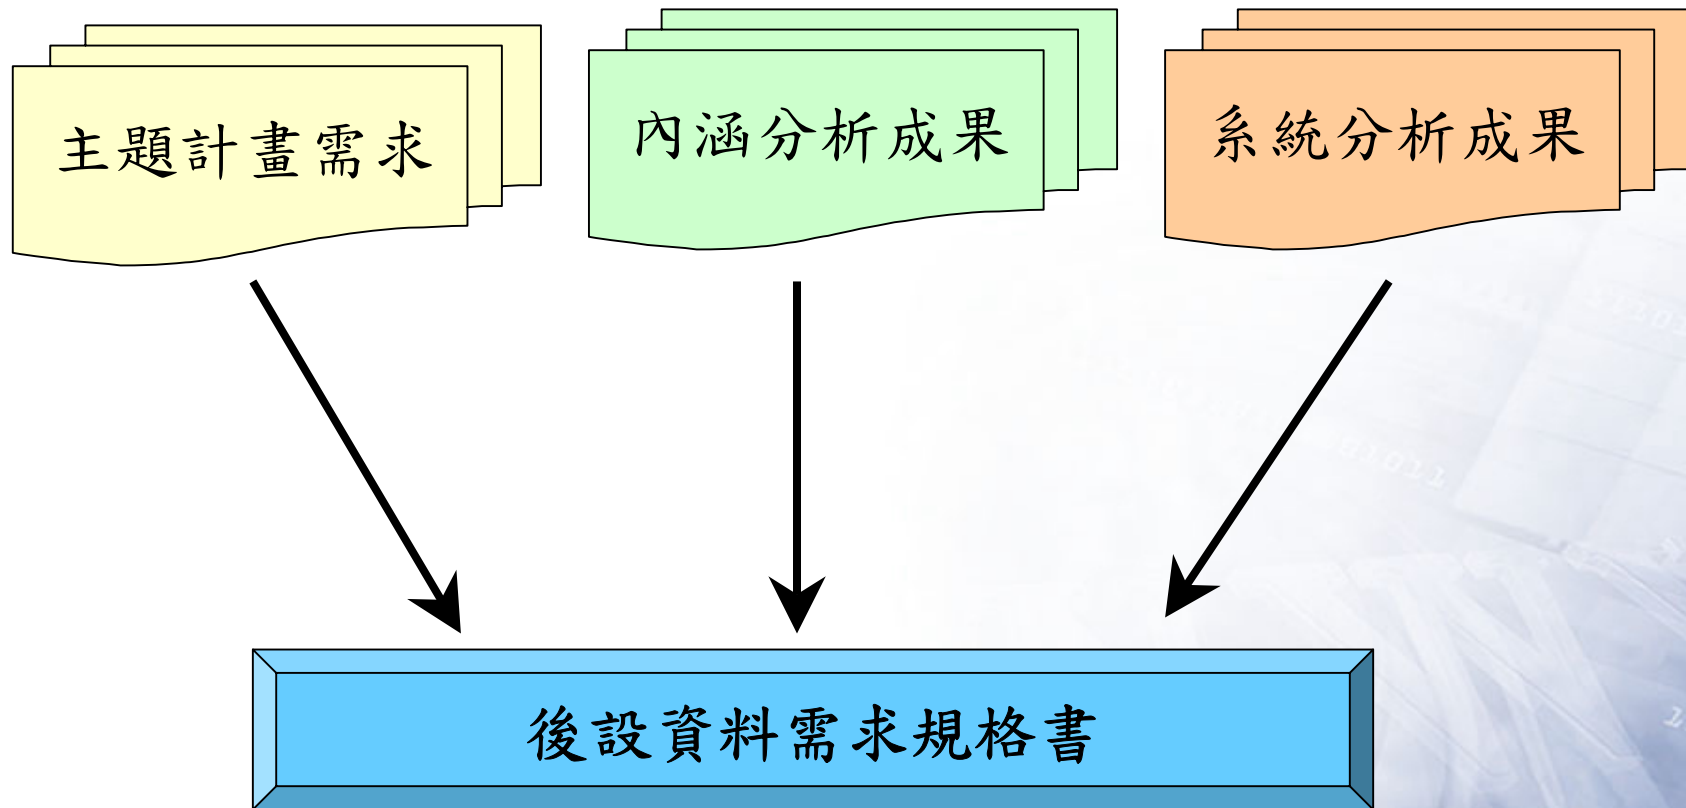 主題計畫需求
內涵分析成果
系統分析成果
後設資料需求規格書